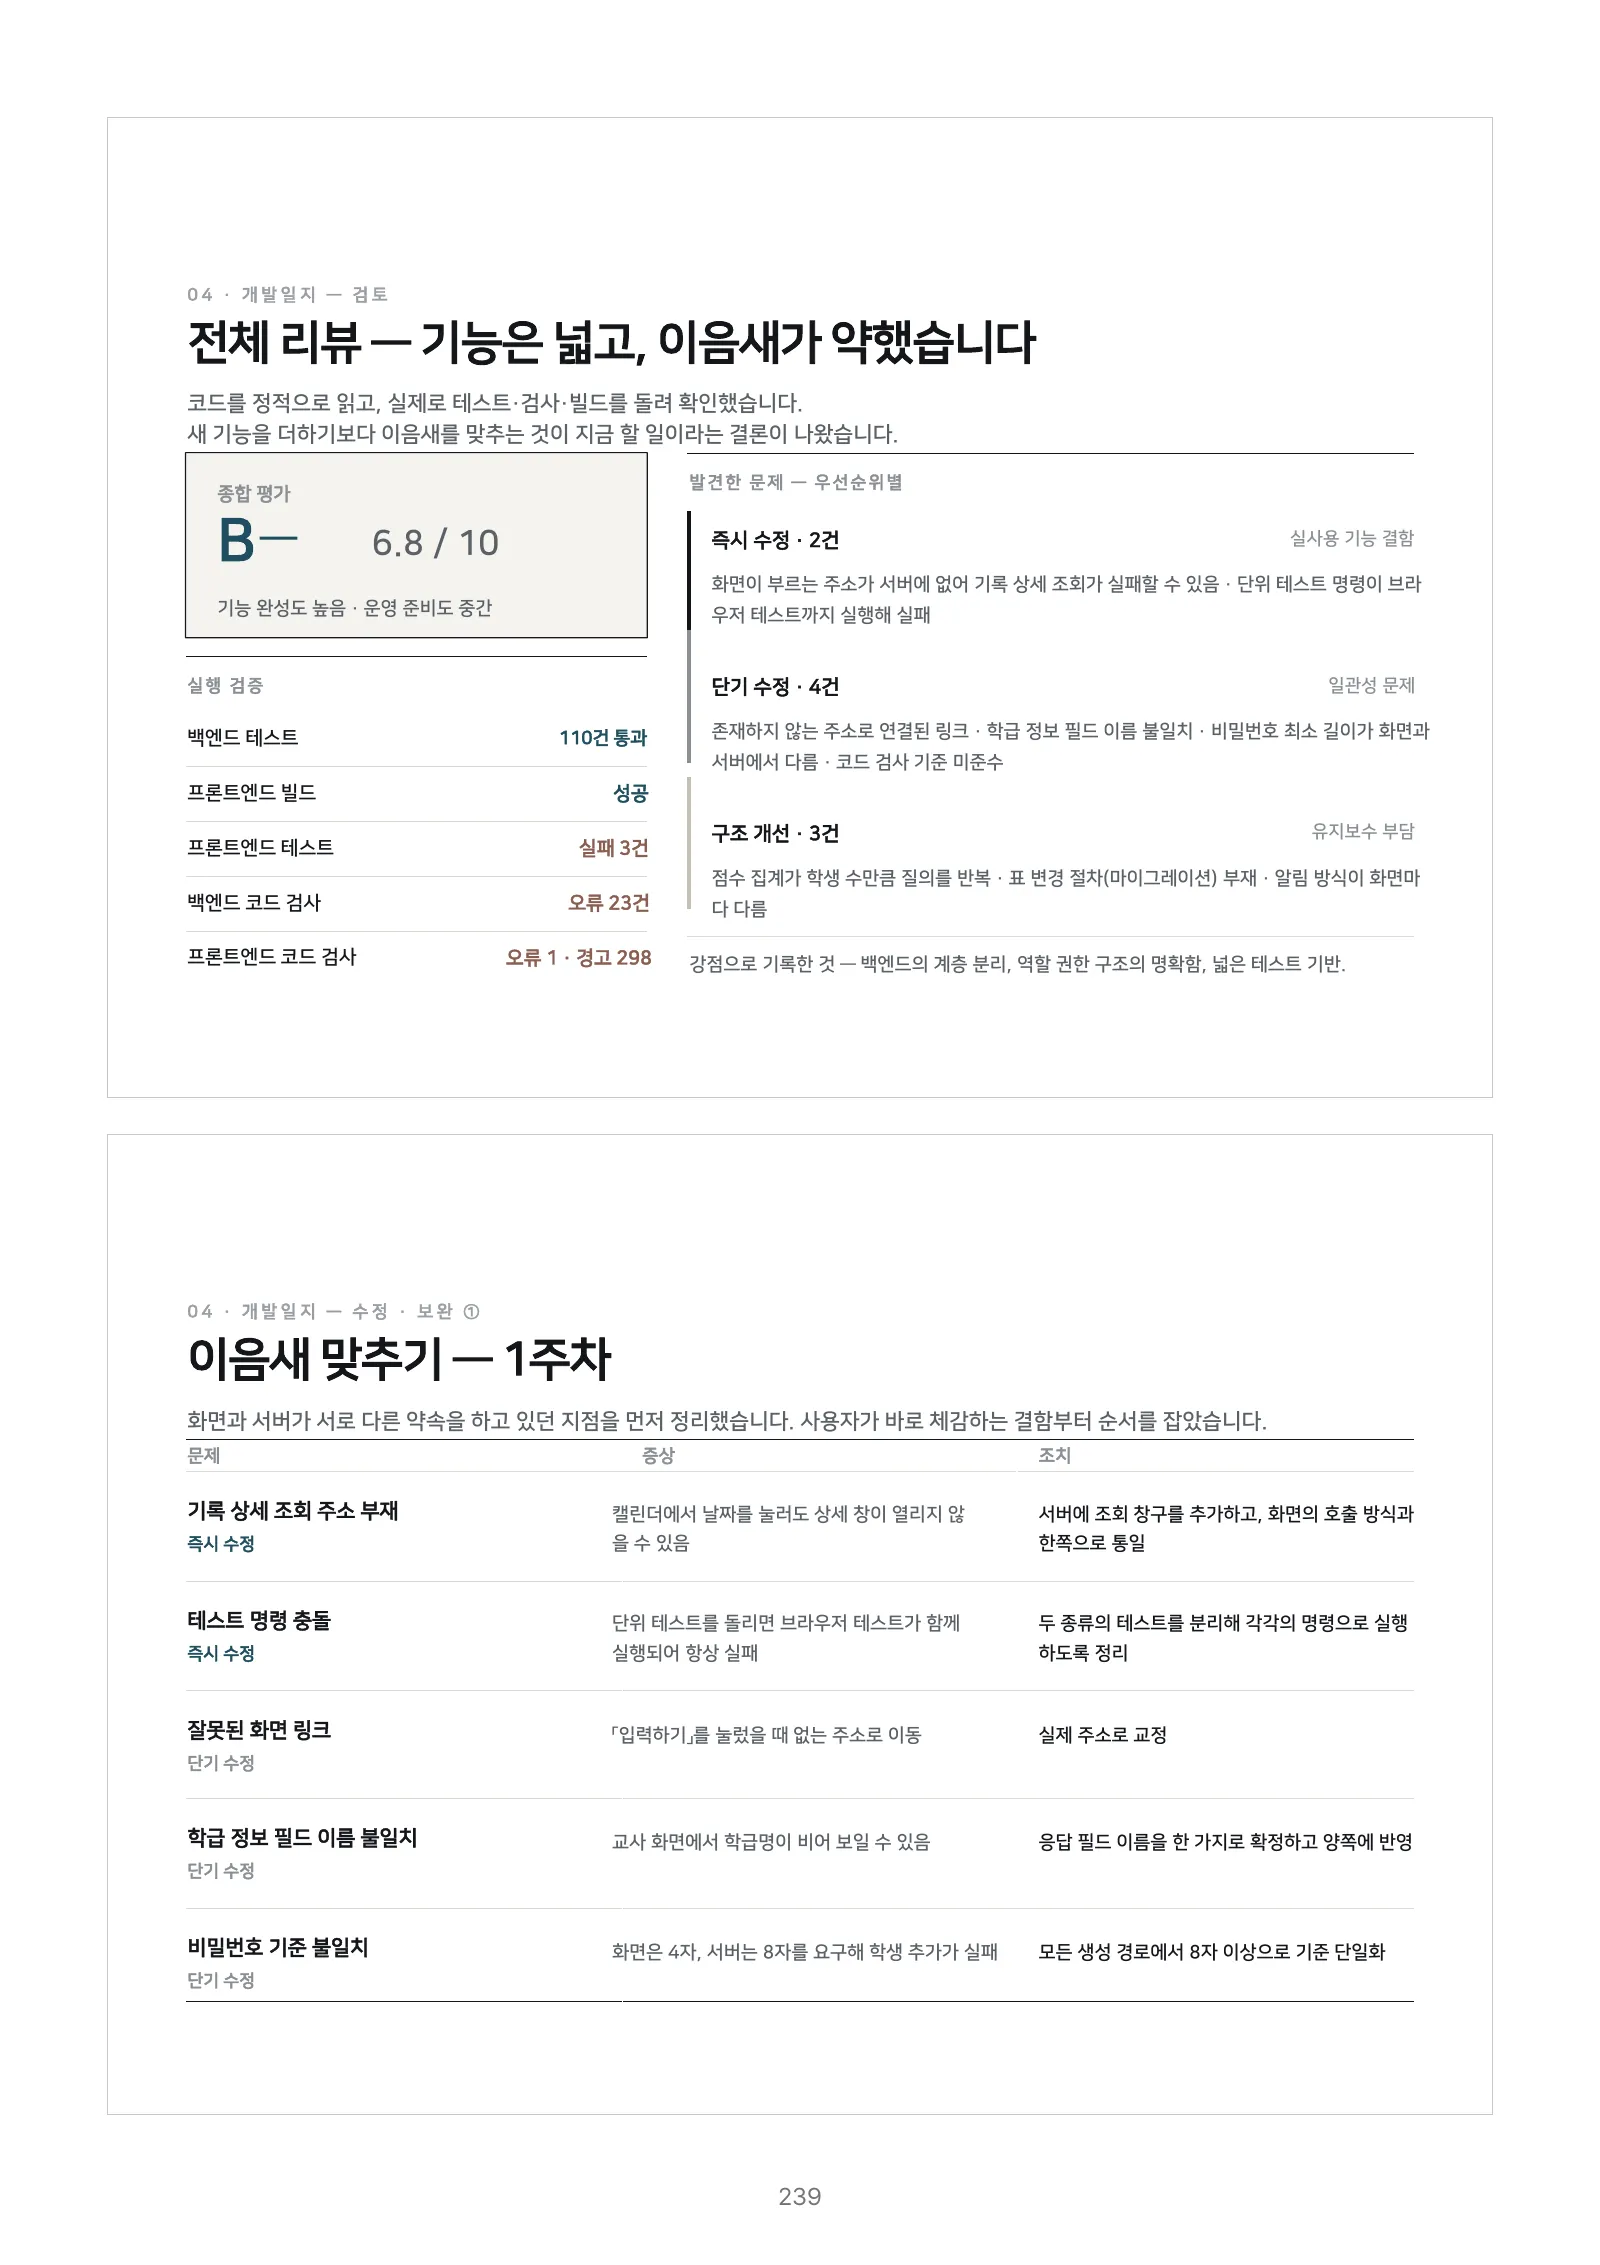 04 · 개발일지 — 검토
전체 리뷰 — 기능은 넓고, 이음새가 약했습니다
코드를 정적으로 읽고, 실제로 테스트·검사·빌드를 돌려 확인했습니다.
새 기능을 더하기보다 이음새를 맞추는 것이 지금 할 일이라는 결론이 나왔습니다.
종합 평가
B— 6.8 / 10
기능 완성도 높음 · 운영 준비도 중간
실행 검증
백엔드 테스트 110건 통과
프론트엔드 빌드 성공
프론트엔드 테스트 실패 3건
백엔드 코드 검사 오류 23건
프론트엔드 코드 검사 오류 1 · 경고 298
발견한 문제 — 우선순위별
즉시 수정 · 2건 실사용 기능 결함
화면이 부르는 주소가 서버에 없어 기록 상세 조회가 실패할 수 있음 · 단위 테스트 명령이 브라
우저 테스트까지 실행해 실패
단기 수정 · 4건 일관성 문제
존재하지 않는 주소로 연결된 링크 · 학급 정보 필드 이름 불일치 · 비밀번호 최소 길이가 화면과
서버에서 다름 · 코드 검사 기준 미준수
구조 개선 · 3건 유지보수 부담
점수 집계가 학생 수만큼 질의를 반복 · 표 변경 절차(마이그레이션) 부재 · 알림 방식이 화면마
다 다름
강점으로 기록한 것 — 백엔드의 계층 분리, 역할 권한 구조의 명확함, 넓은 테스트 기반.
04 · 개발일지 — 수정 · 보완 ①
이음새 맞추기 — 1주차
화면과 서버가 서로 다른 약속을 하고 있던 지점을 먼저 정리했습니다. 사용자가 바로 체감하는 결함부터 순서를 잡았습니다.
문제 증상 조치
기록 상세 조회 주소 부재
즉시 수정
캘린더에서 날짜를 눌러도 상세 창이 열리지 않
을 수 있음
서버에 조회 창구를 추가하고, 화면의 호출 방식과
한쪽으로 통일
테스트 명령 충돌
즉시 수정
단위 테스트를 돌리면 브라우저 테스트가 함께
실행되어 항상 실패
두 종류의 테스트를 분리해 각각의 명령으로 실행
하도록 정리
잘못된 화면 링크
단기 수정
「입력하기」를 눌렀을 때 없는 주소로 이동
실제 주소로 교정
학급 정보 필드 이름 불일치
단기 수정
교사 화면에서 학급명이 비어 보일 수 있음
응답 필드 이름을 한 가지로 확정하고 양쪽에 반영
비밀번호 기준 불일치
단기 수정
화면은 4자, 서버는 8자를 요구해 학생 추가가 실패
모든 생성 경로에서 8자 이상으로 기준 단일화
239